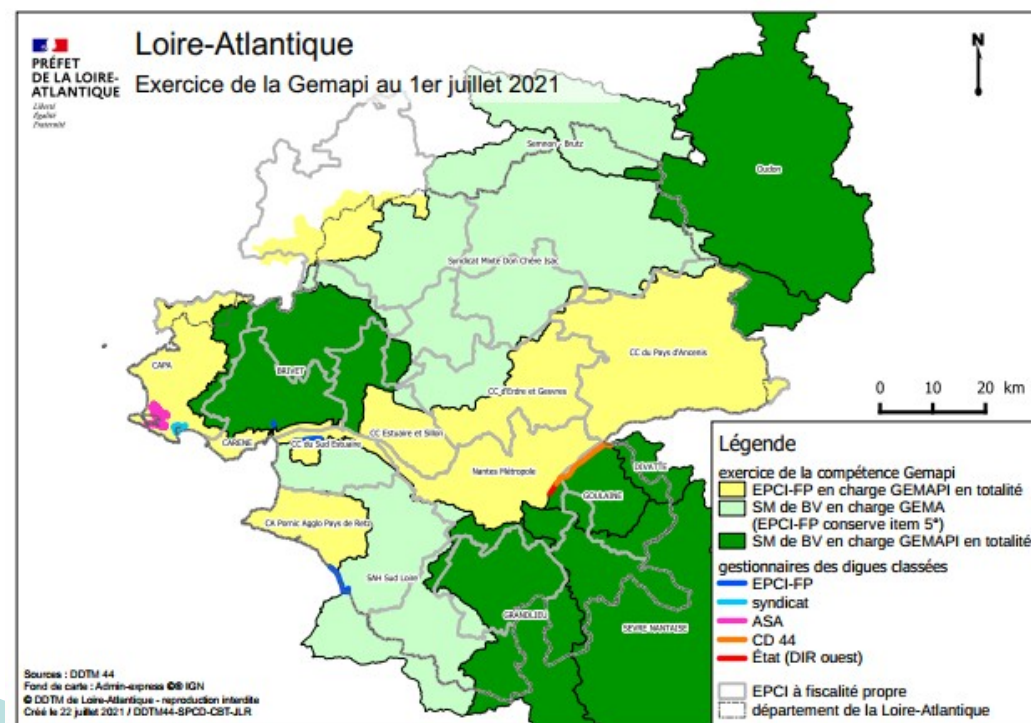 PRÉFET
DE LA LOIRE-
ATLANTIQUE
Liberté
Égalité
Fraternité
Loire-Atlantique
Exercice de la Gemapi au 1er juillet 2021
N
Semnon - Brutz
Oudon
Syndicat Mixte Don Chère Isac
CC du Pays d'Ancenis
CAPA
BRIVET
CC d'Erdre et Gesvres
CC Estuaire et Sillon
CARENE
CC du Sud Estuaire
Nantes Métropole
DIVATTE
GOULAINE
CA Pornic Agglo Pays de Retz
SAH Sud Loire
GRANDLIEU
SEVRE NANTAISE
0 10 20 km
Légende
exercice de la compétence Gemapi
EPCI-FP en charge GEMAPI en totalité
SM de BV en charge GEMA
(EPCI-FP conserve item 5°)
SM de BV en charge GEMAPI en totalité
gestionnaires des digues classées
EPCI-FP
syndicat
ASA
CD 44
État (DIR ouest)
EPCI à fiscalité propre
département de la Loire-Atlantique
Sources : DDTM 44
Fond de carte : Admin-express ©® IGN
© DDTM de Loire-Atlantique - reproduction interdite
Créé le 22 juillet 2021 / DDTM44-SPCD-CBT-JLR